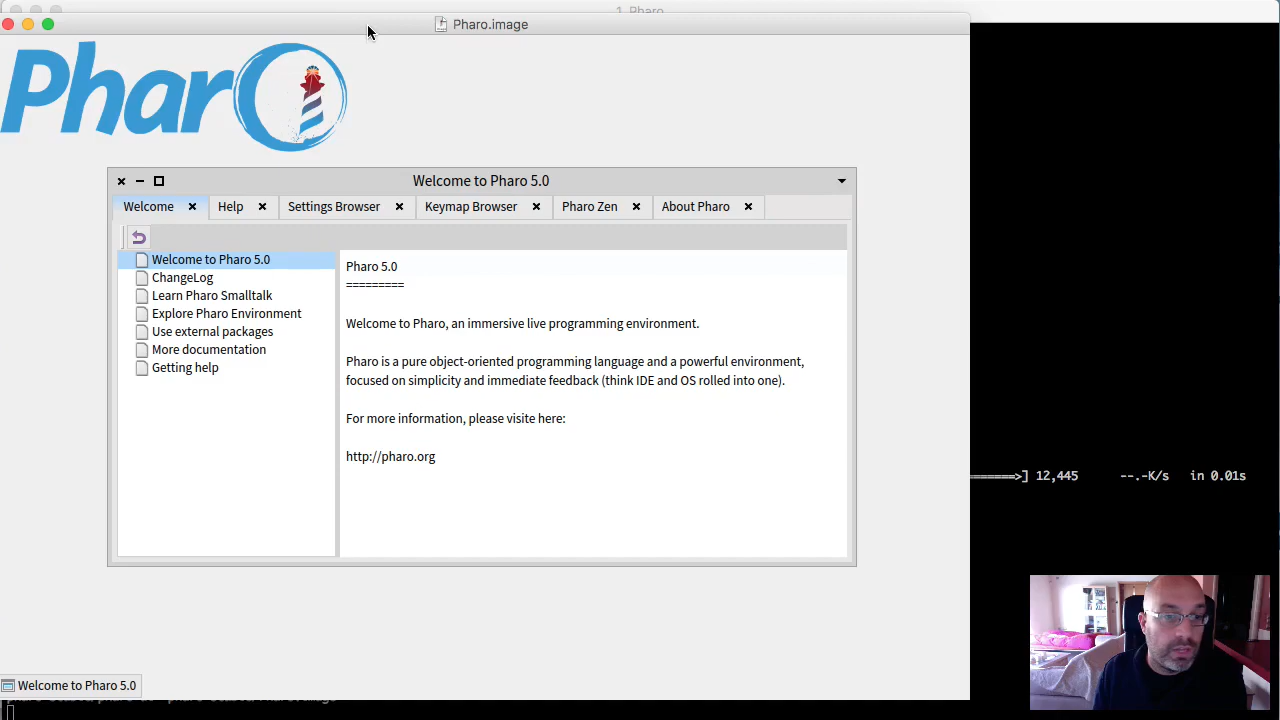 1. Pharo
Pharo.image
Pharo
Welcome to Pharo 5.0
Welcome Help Settings Browser Keymap Browser Pharo Zen About Pharo
Welcome to Pharo 5.0
ChangeLog
Learn Pharo Smalltalk
Explore Pharo Environment
Use external packages
More documentation
Getting help
Pharo 5.0
=========
Welcome to Pharo, an immersive live programming environment.
Pharo is a pure object-oriented programming language and a powerful environment,
focused on simplicity and immediate feedback (think IDE and OS rolled into one).
For more information, please visite here:
http://pharo.org
======>] 12,445 --.-K/s in 0.01s
Welcome to Pharo 5.0